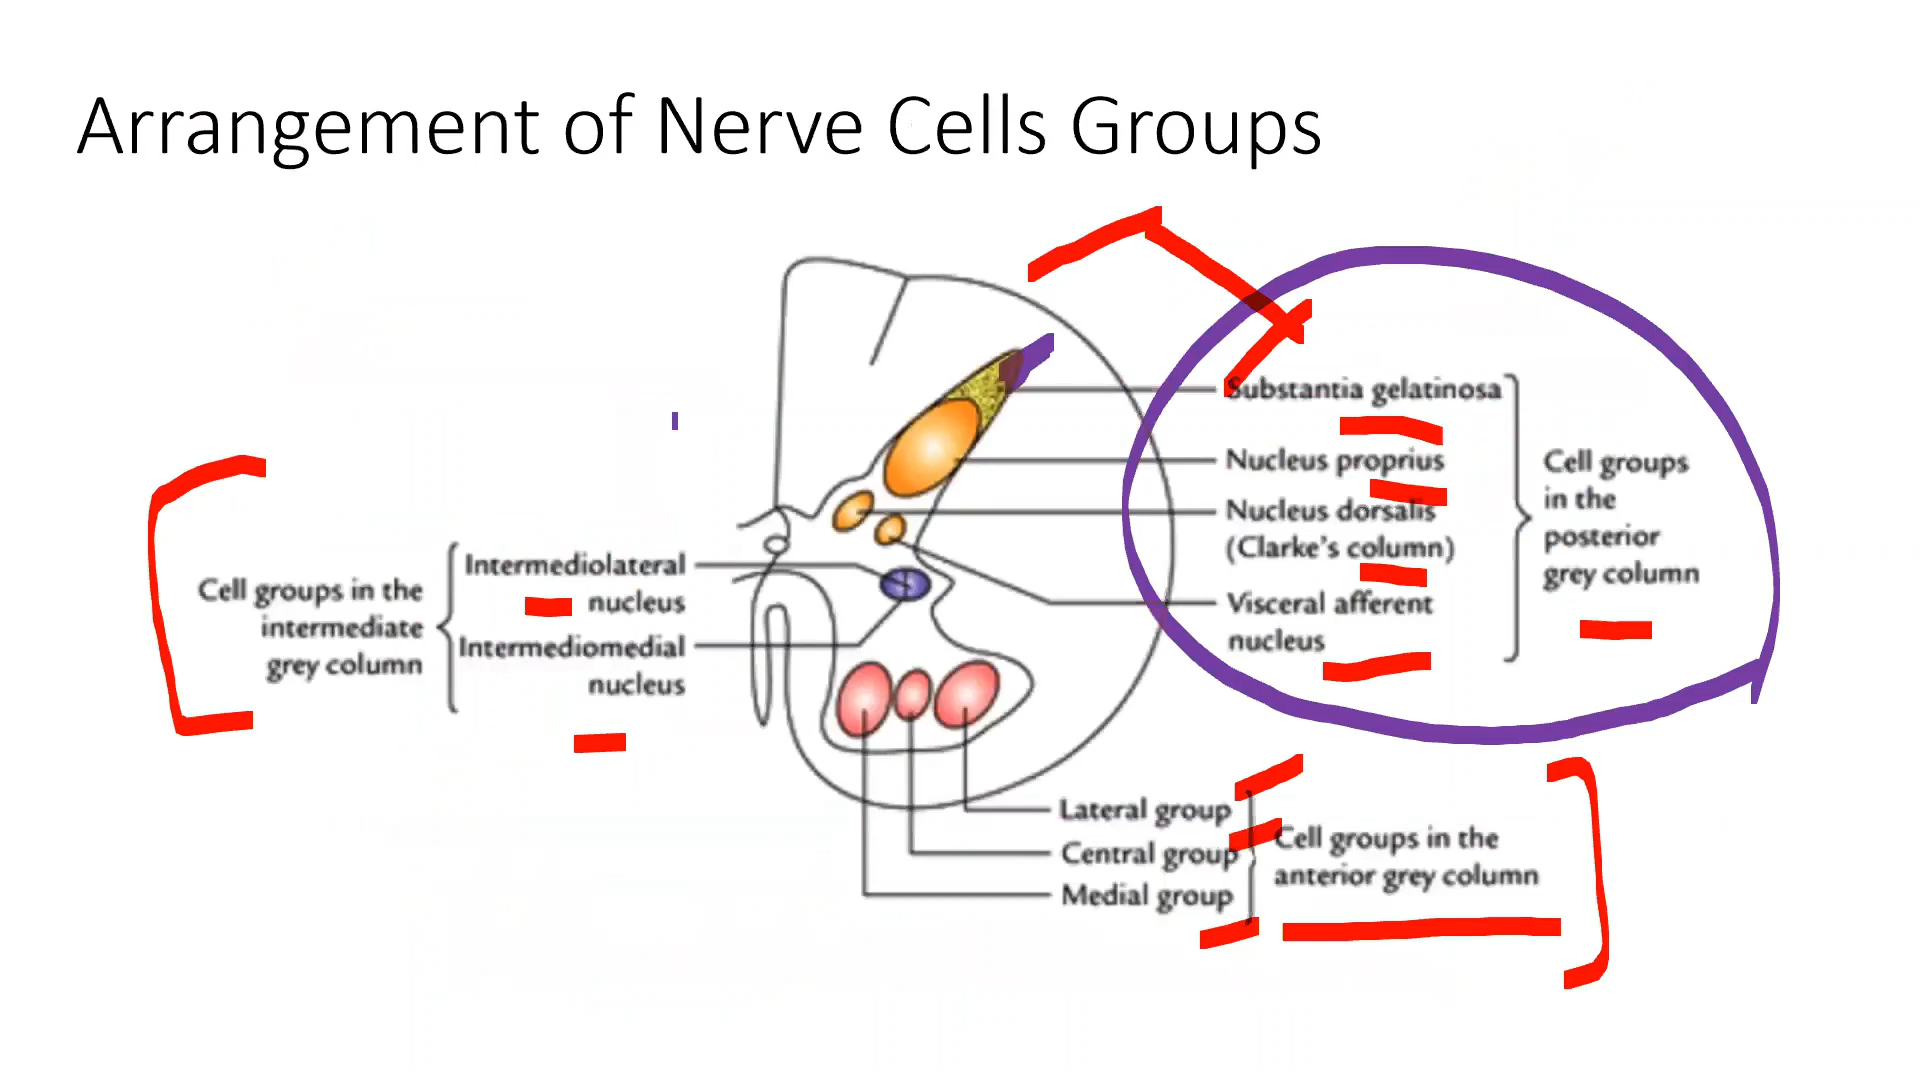 Arrangement of Nerve Cells Groups
Substantia gelatinosa
Nucleus proprius
Nucleus dorsalis
(Clarke's column)
Visceral afferent
nucleus
Cell groups
in the
posterior
grey column
Intermediolateral
nucleus
Intermediomedial
nucleus
Cell groups in the
intermediate
grey column
Lateral group
Central group
Medial group
Cell groups in the
anterior grey column